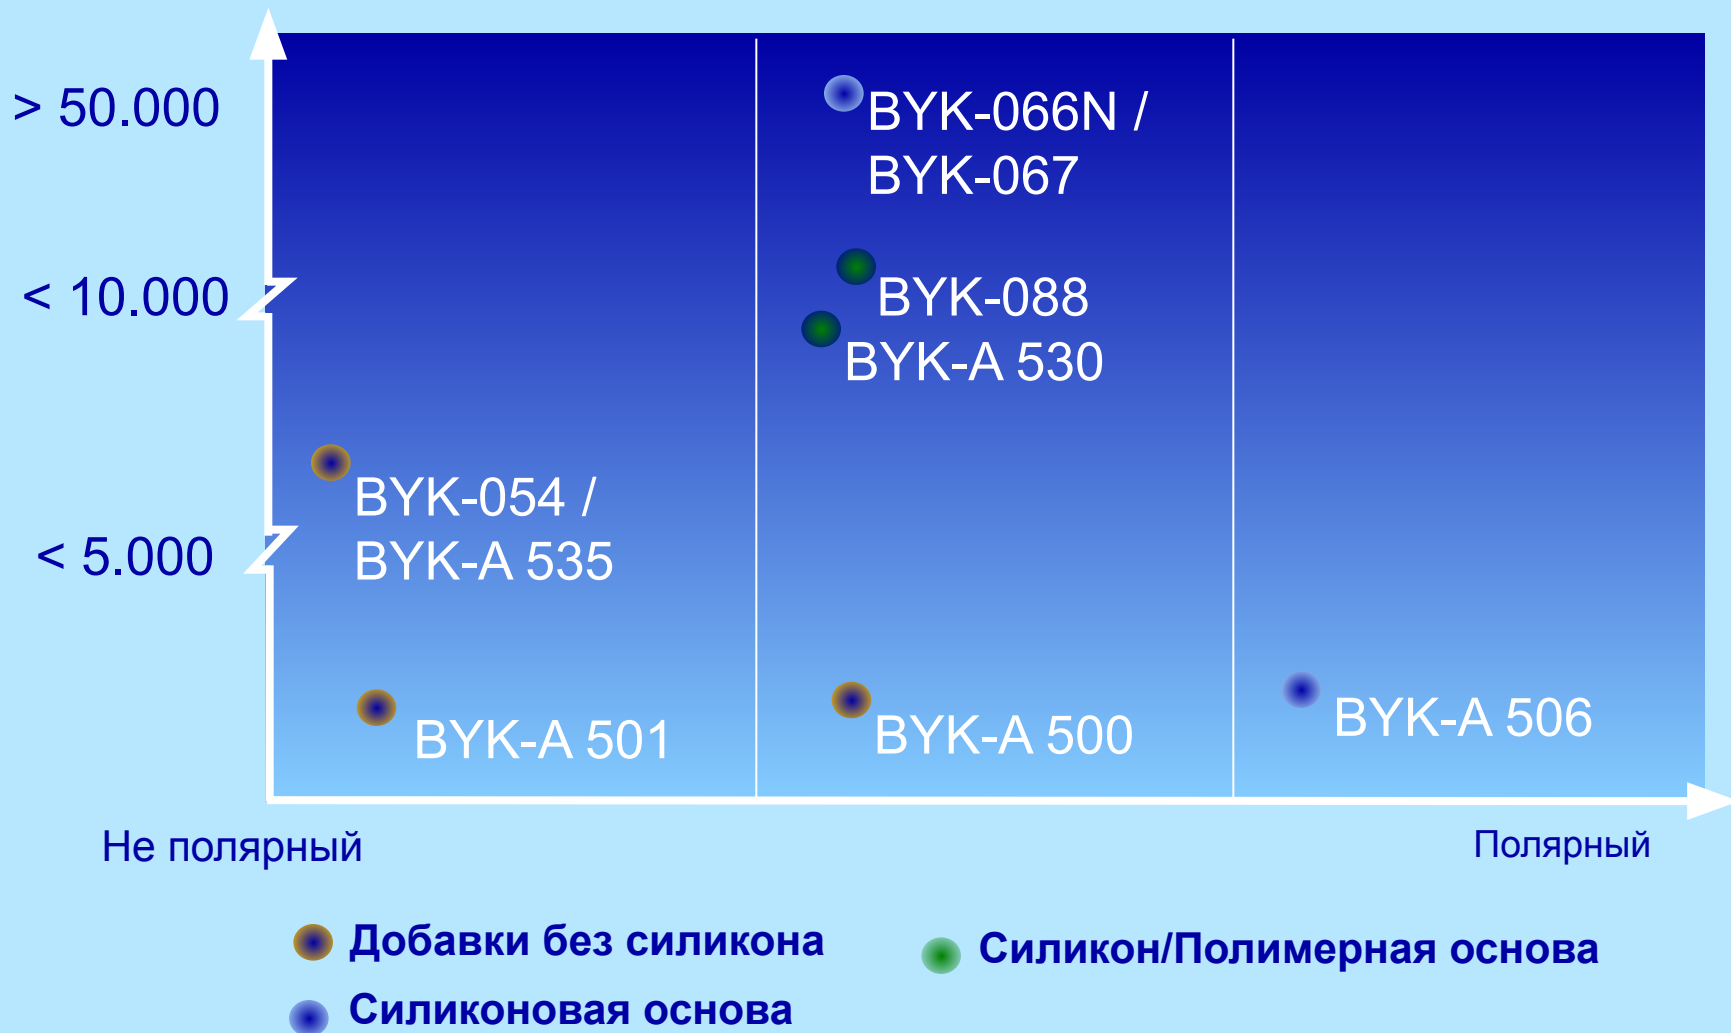 > 50.000
BYK-066N /
BYK-067
< 10.000
BYK-088
BYK-A 530
BYK-054 /
BYK-A 535
< 5.000
BYK-A 501
BYK-A 500
BYK-A 506
Не полярный
Полярный
Добавки без силикона
Силикон/Полимерная основа
Силиконовая основа